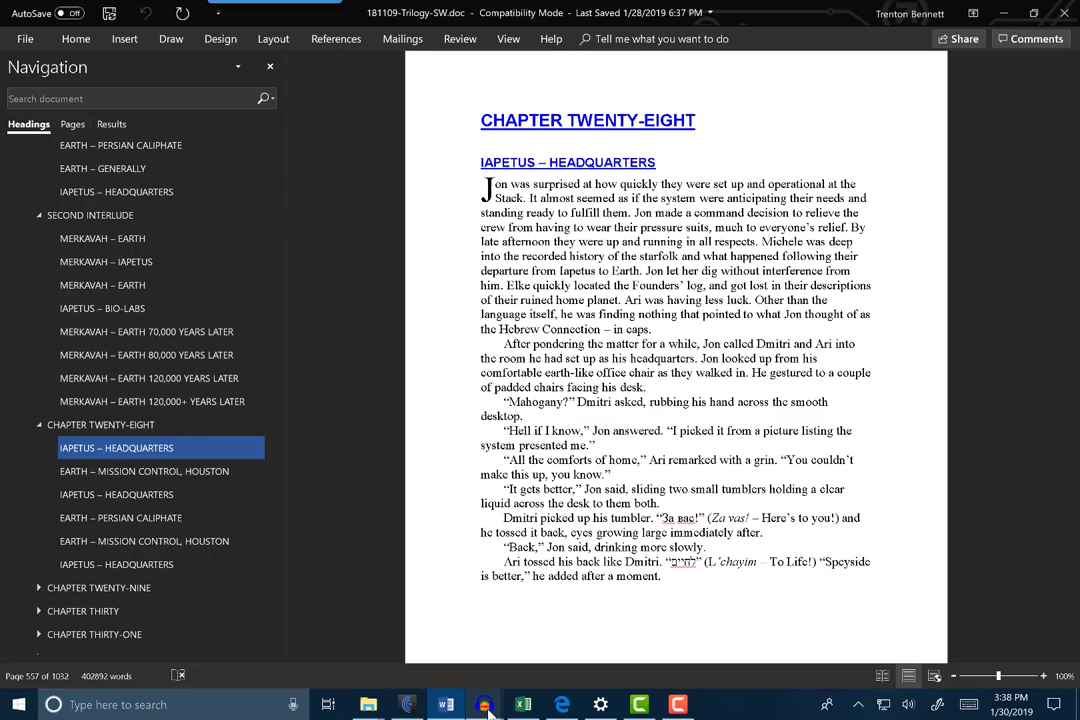 AutoSave Off
181109-Trilogy-SW.doc - Compatibility Mode - Last Saved 1/28/2019 6:37 PM
Trenton Bennett
File Home Insert Draw Design Layout References Mailings Review View Help Tell me what you want to do Share Comments
Navigation
Search document
Headings Pages Results
EARTH – PERSIAN CALIPHATE
EARTH – GENERALLY
IAPETUS – HEADQUARTERS
SECOND INTERLUDE
MERKAVAH – EARTH
MERKAVAH – IAPETUS
MERKAVAH – EARTH
IAPETUS – BIO-LABS
MERKAVAH – EARTH 70,000 YEARS LATER
MERKAVAH – EARTH 80,000 YEARS LATER
MERKAVAH – EARTH 120,000 YEARS LATER
MERKAVAH – EARTH 120,000+ YEARS LATER
CHAPTER TWENTY-EIGHT
IAPETUS – HEADQUARTERS
EARTH – MISSION CONTROL, HOUSTON
IAPETUS – HEADQUARTERS
EARTH – PERSIAN CALIPHATE
EARTH – MISSION CONTROL, HOUSTON
IAPETUS – HEADQUARTERS
CHAPTER TWENTY-NINE
CHAPTER THIRTY
CHAPTER THIRTY-ONE
CHAPTER TWENTY-EIGHT
IAPETUS – HEADQUARTERS
Jon was surprised at how quickly they were set up and operational at the
Stack. It almost seemed as if the system were anticipating their needs and
standing ready to fulfill them. Jon made a command decision to relieve the
crew from having to wear their pressure suits, much to everyone’s relief. By
late afternoon they were up and running in all respects. Michele was deep
into the recorded history of the starfolk and what happened following their
departure from Iapetus to Earth. Jon let her dig without interference from
him. Elke quickly located the Founders’ log, and got lost in their descriptions
of their ruined home planet. Ari was having less luck. Other than the
language itself, he was finding nothing that pointed to what Jon thought of as
the Hebrew Connection – in caps.
After pondering the matter for a while, Jon called Dmitri and Ari into
the room he had set up as his headquarters. Jon looked up from his
comfortable earth-like office chair as they walked in. He gestured to a couple
of padded chairs facing his desk.
“Mahogany?” Dmitri asked, rubbing his hand across the smooth
desktop.
“Hell if I know,” Jon answered. “I picked it from a picture listing the
system presented me.”
“All the comforts of home,” Ari remarked with a grin. “You couldn’t
make this up, you know.”
“It gets better,” Jon said, sliding two small tumblers holding a clear
liquid across the desk to them both.
Dmitri picked up his tumbler. “За вас!” (Za vas! – Here’s to you!) and
he tossed it back, eyes growing large immediately after.
“Back,” Jon said, drinking more slowly.
Ari tossed his back like Dmitri. “לחיים” (L’chayim – To Life!) “Speyside
is better,” he added after a moment.
Page 557 of 1032 402892 words
100%
Type here to search
3:38 PM
1/30/2019